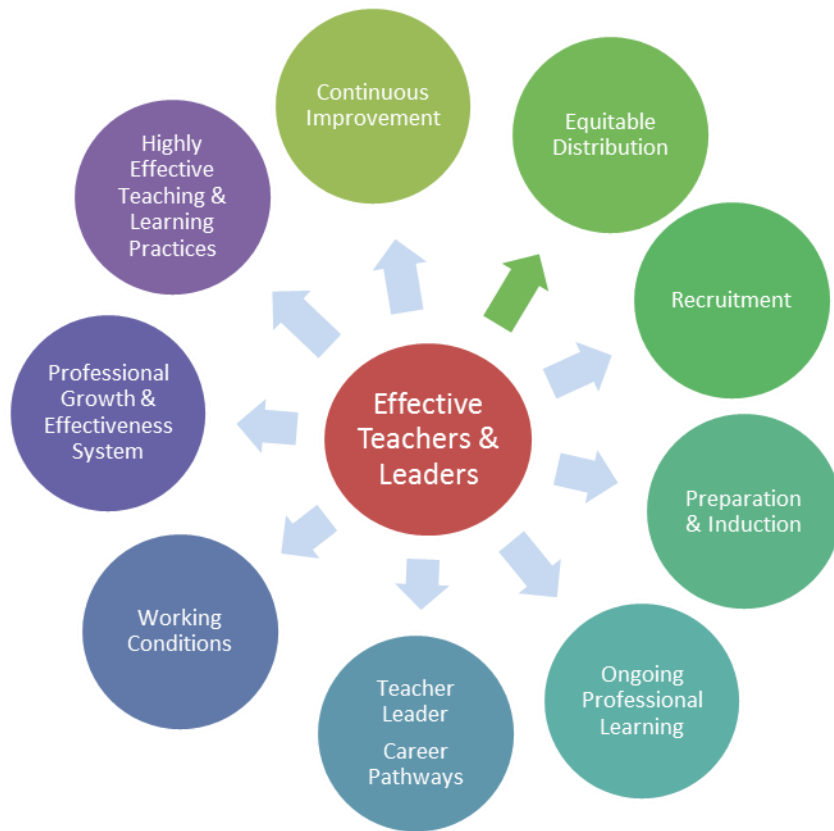 Effective
Teachers &
Leaders
Continuous
Improvement
Equitable
Distribution
Recruitment
Preparation
& Induction
Ongoing
Professional
Learning
Teacher
Leader
Career
Pathways
Working
Conditions
Professional
Growth &
Effectiveness
System
Highly
Effective
Teaching &
Learning
Practices